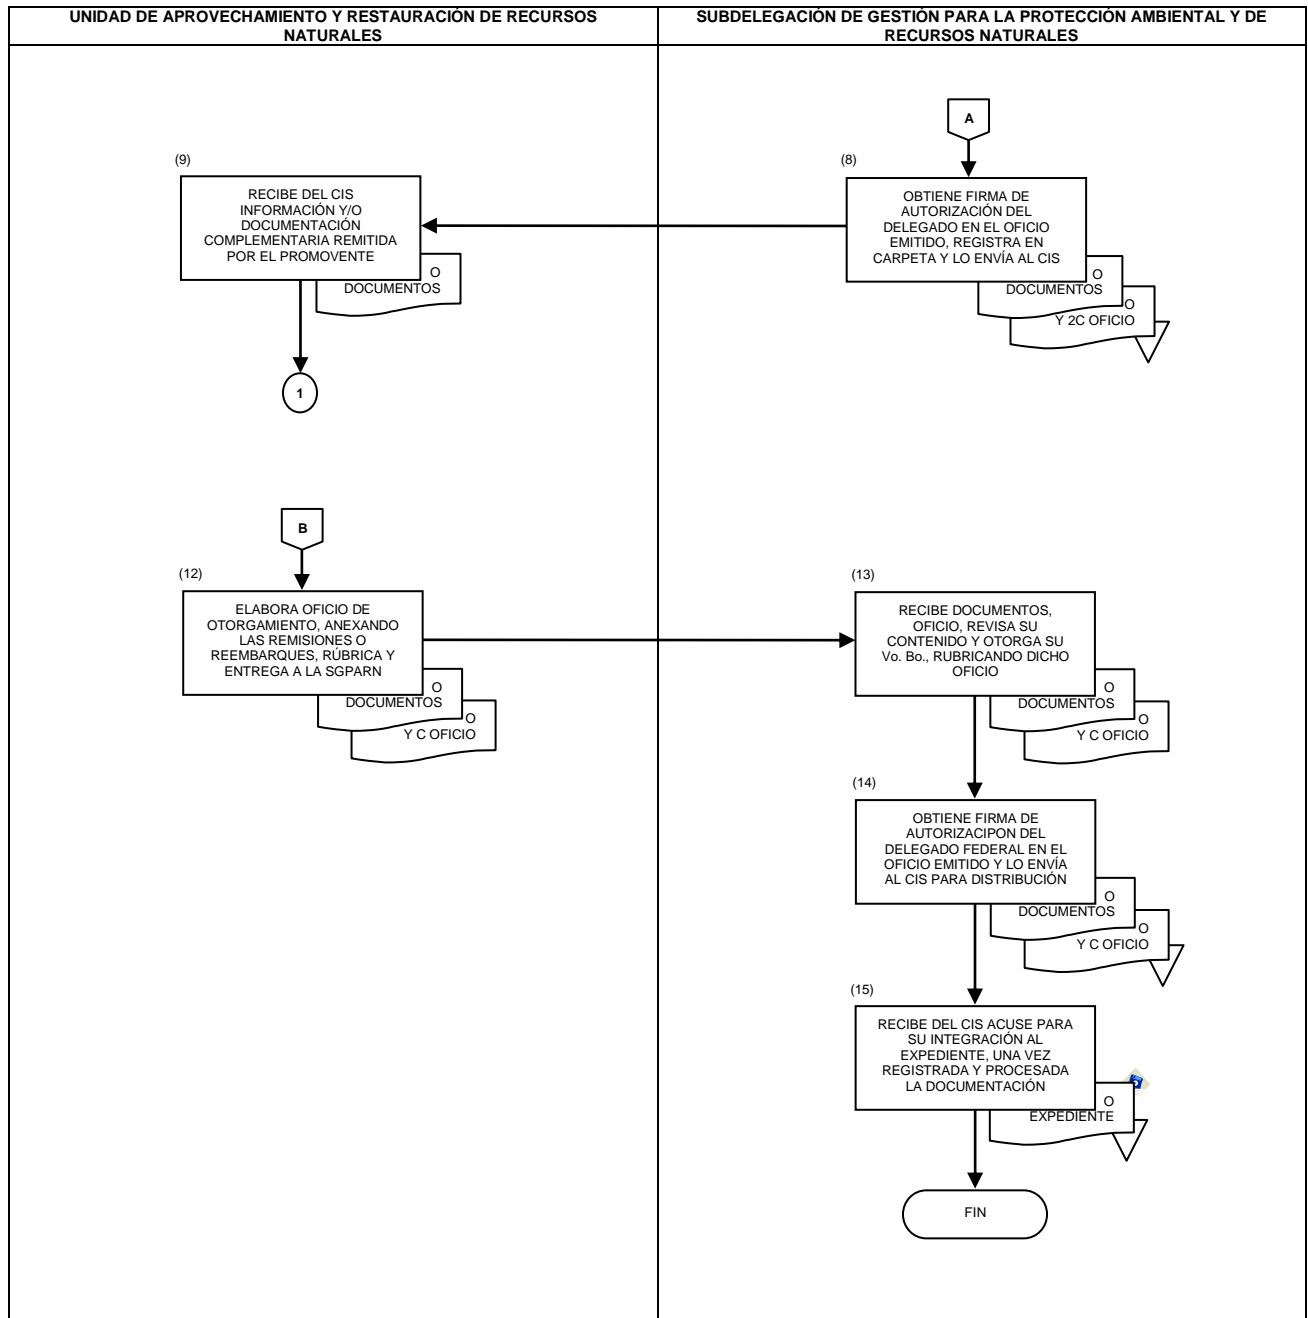 UNIDAD DE APROVECHAMIENTO Y RESTAURACIÓN DE RECURSOS
NATURALES
SUBDELEGACIÓN DE GESTIÓN PARA LA PROTECCIÓN AMBIENTAL Y DE
RECURSOS NATURALES
A
(8)
OBTIENE FIRMA DE
AUTORIZACIÓN DEL
DELEGADO EN EL OFICIO
EMITIDO, REGISTRA EN
CARPETA Y LO ENVÍA AL CIS
O
DOCUMENTOS
O
Y 2C OFICIO
(9)
RECIBE DEL CIS
INFORMACIÓN Y/O
DOCUMENTACIÓN
COMPLEMENTARIA REMITIDA
POR EL PROMOVENTE
O
DOCUMENTOS
1
B
(12)
ELABORA OFICIO DE
OTORGAMIENTO, ANEXANDO
LAS REMISIONES O
REEMBARQUES, RÚBRICA Y
ENTREGA A LA SGPARN
O
DOCUMENTOS
O
Y C OFICIO
(13)
RECIBE DOCUMENTOS,
OFICIO, REVISA SU
CONTENIDO Y OTORGA SU
Vo. Bo., RUBRICANDO DICHO
OFICIO
O
DOCUMENTOS
O
Y C OFICIO
(14)
OBTIENE FIRMA DE
AUTORIZACIPON DEL
DELEGADO FEDERAL EN EL
OFICIO EMITIDO Y LO ENVÍA
AL CIS PARA DISTRIBUCIÓN
O
DOCUMENTOS
O
Y C OFICIO
(15)
RECIBE DEL CIS ACUSE PARA
SU INTEGRACIÓN AL
EXPEDIENTE, UNA VEZ
REGISTRADA Y PROCESADA
LA DOCUMENTACIÓN
O
EXPEDIENTE
FIN